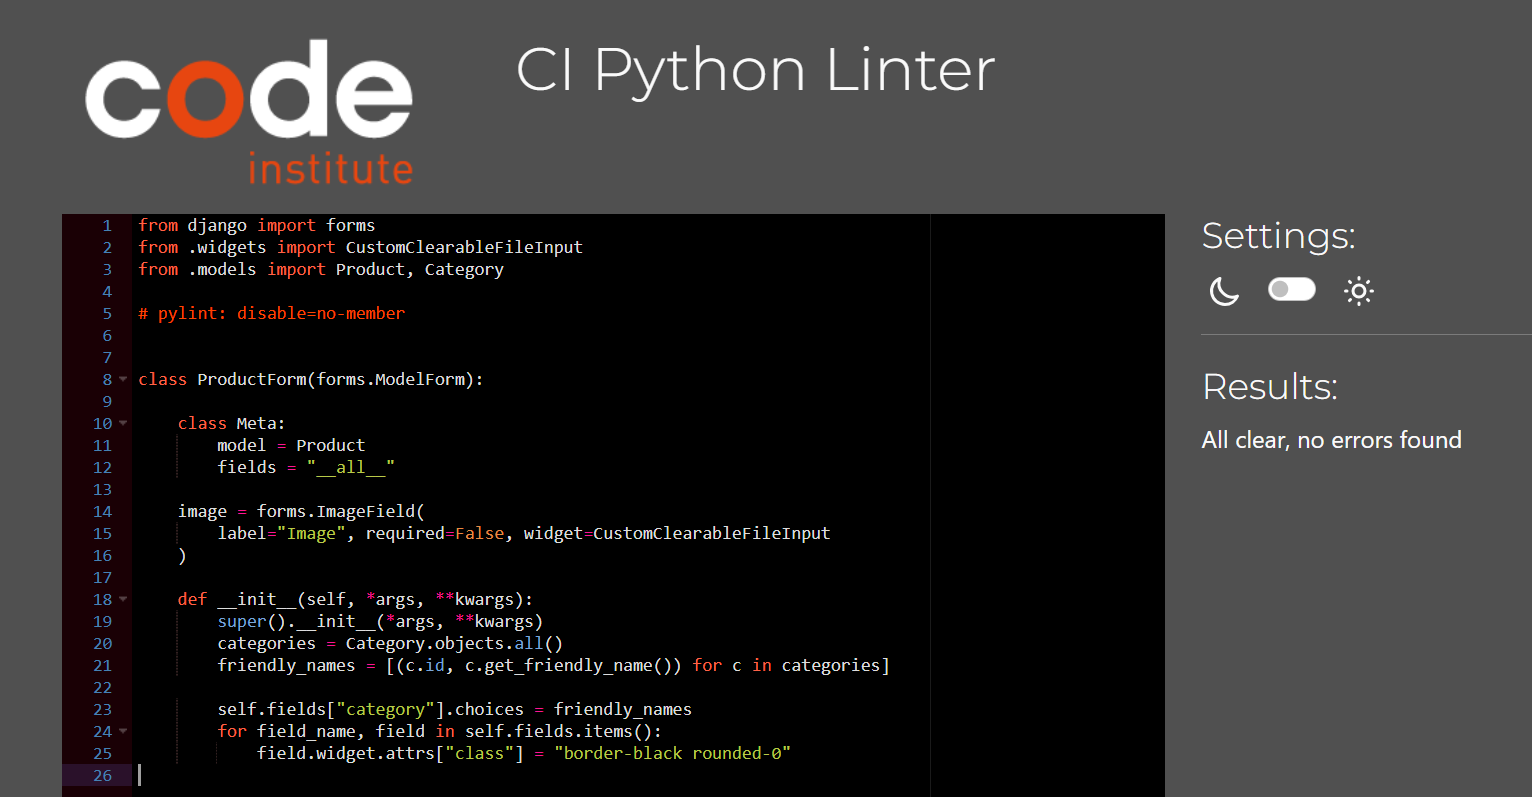 code
institute
CI Python Linter
1 from django import forms
2 from .widgets import CustomClearableFileInput
3 from .models import Product, Category
4
5 # pylint: disable=no-member
6
7
8 class ProductForm(forms.ModelForm):
9
10     class Meta:
11         model = Product
12         fields = "__all__"
13
14     image = forms.ImageField(
15         label="Image", required=False, widget=CustomClearableFileInput
16     )
17
18     def __init__(self, *args, **kwargs):
19         super().__init__(*args, **kwargs)
20         categories = Category.objects.all()
21         friendly_names = [(c.id, c.get_friendly_name()) for c in categories]
22
23         self.fields["category"].choices = friendly_names
24         for field_name, field in self.fields.items():
25             field.widget.attrs["class"] = "border-black rounded-0"
26
Settings:
Results:
All clear, no errors found